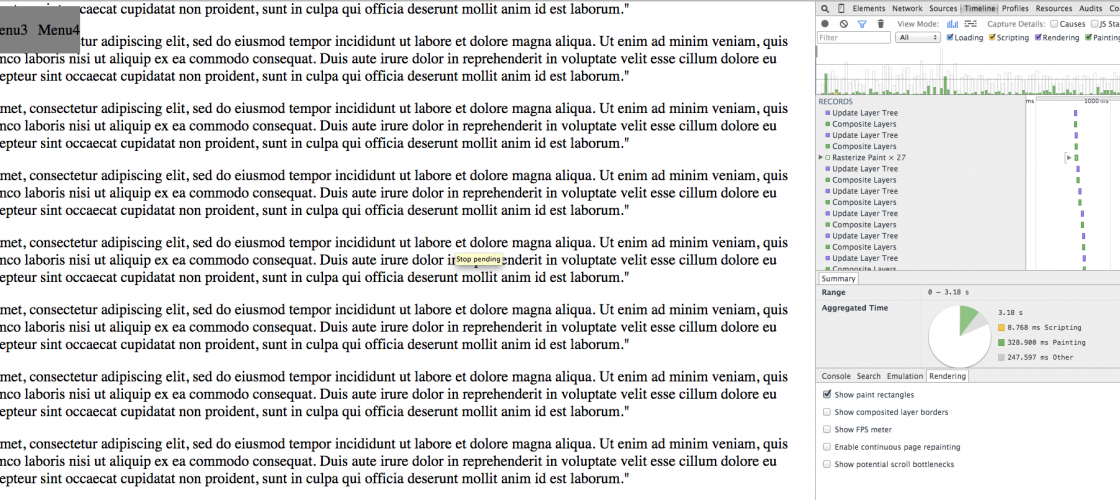 epteur sint occaecat cupidatat non proident, sunt in culpa qui officia deserunt mollit anim id est laborum."
enu3 Menu4
tur adipiscing elit, sed do eiusmod tempor incididunt ut labore et dolore magna aliqua. Ut enim ad minim veniam, quis
mco laboris nisi ut aliquip ex ea commodo consequat. Duis aute irure dolor in reprehenderit in voluptate velit esse cillum dolore eu
epteur sint occaecat cupidatat non proident, sunt in culpa qui officia deserunt mollit anim id est laborum."
met, consectetur adipiscing elit, sed do eiusmod tempor incididunt ut labore et dolore magna aliqua. Ut enim ad minim veniam, quis
mco laboris nisi ut aliquip ex ea commodo consequat. Duis aute irure dolor in reprehenderit in voluptate velit esse cillum dolore eu
epteur sint occaecat cupidatat non proident, sunt in culpa qui officia deserunt mollit anim id est laborum."
met, consectetur adipiscing elit, sed do eiusmod tempor incididunt ut labore et dolore magna aliqua. Ut enim ad minim veniam, quis
mco laboris nisi ut aliquip ex ea commodo consequat. Duis aute irure dolor in reprehenderit in voluptate velit esse cillum dolore eu
epteur sint occaecat cupidatat non proident, sunt in culpa qui officia deserunt mollit anim id est laborum."
met, consectetur adipiscing elit, sed do eiusmod tempor incididunt ut labore et dolore magna aliqua. Ut enim ad minim veniam, quis
mco laboris nisi ut aliquip ex ea commodo consequat. Duis aute irure dolor in Stop pending enderit in voluptate velit esse cillum dolore eu
epteur sint occaecat cupidatat non proident, sunt in culpa qui officia deserunt mollit anim id est laborum."
met, consectetur adipiscing elit, sed do eiusmod tempor incididunt ut labore et dolore magna aliqua. Ut enim ad minim veniam, quis
mco laboris nisi ut aliquip ex ea commodo consequat. Duis aute irure dolor in reprehenderit in voluptate velit esse cillum dolore eu
epteur sint occaecat cupidatat non proident, sunt in culpa qui officia deserunt mollit anim id est laborum."
met, consectetur adipiscing elit, sed do eiusmod tempor incididunt ut labore et dolore magna aliqua. Ut enim ad minim veniam, quis
mco laboris nisi ut aliquip ex ea commodo consequat. Duis aute irure dolor in reprehenderit in voluptate velit esse cillum dolore eu
epteur sint occaecat cupidatat non proident, sunt in culpa qui officia deserunt mollit anim id est laborum."
met, consectetur adipiscing elit, sed do eiusmod tempor incididunt ut labore et dolore magna aliqua. Ut enim ad minim veniam, quis
mco laboris nisi ut aliquip ex ea commodo consequat. Duis aute irure dolor in reprehenderit in voluptate velit esse cillum dolore eu
epteur sint occaecat cupidatat non proident, sunt in culpa qui officia deserunt mollit anim id est laborum."
Elements Network Sources Timeline Profiles Resources Audits Co
View Mode: Capture Details: Causes JS Sta
Filter All Loading Scripting Rendering Painting
RECORDS ms 1000 ms
Update Layer Tree
Composite Layers
Update Layer Tree
Composite Layers
Rasterize Paint × 27
Update Layer Tree
Composite Layers
Update Layer Tree
Composite Layers
Update Layer Tree
Composite Layers
Update Layer Tree
Composite Layers
Update Layer Tree
Composite Layers
Summary
Range 0 – 3.18 s
Aggregated Time 3.18 s
8.768 ms Scripting
328.900 ms Painting
247.597 ms Other
Console Search Emulation Rendering
Show paint rectangles
Show composited layer borders
Show FPS meter
Enable continuous page repainting
Show potential scroll bottlenecks